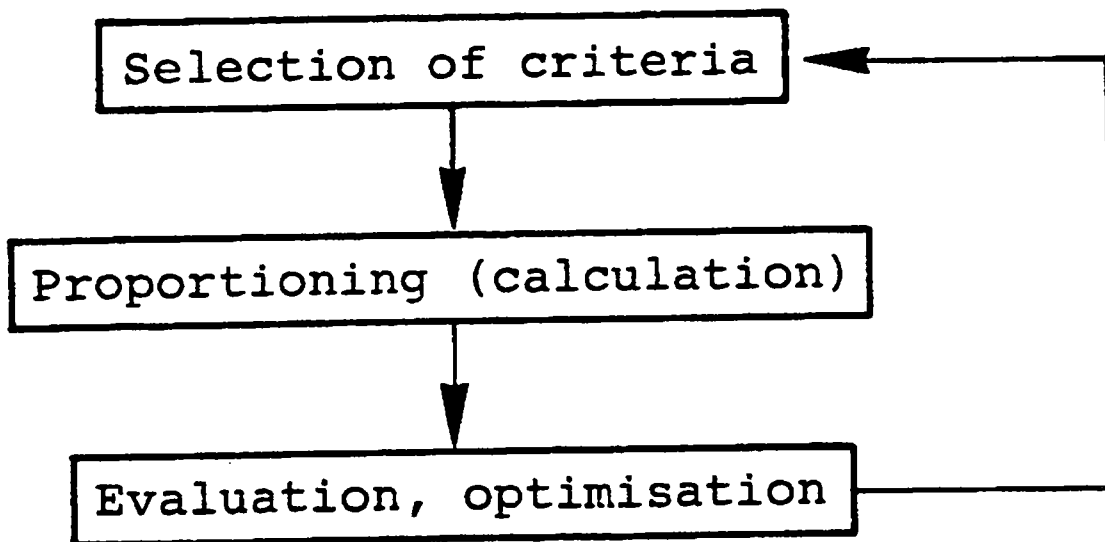 Selection of criteria
Proportioning (calculation)
Evaluation, optimisation